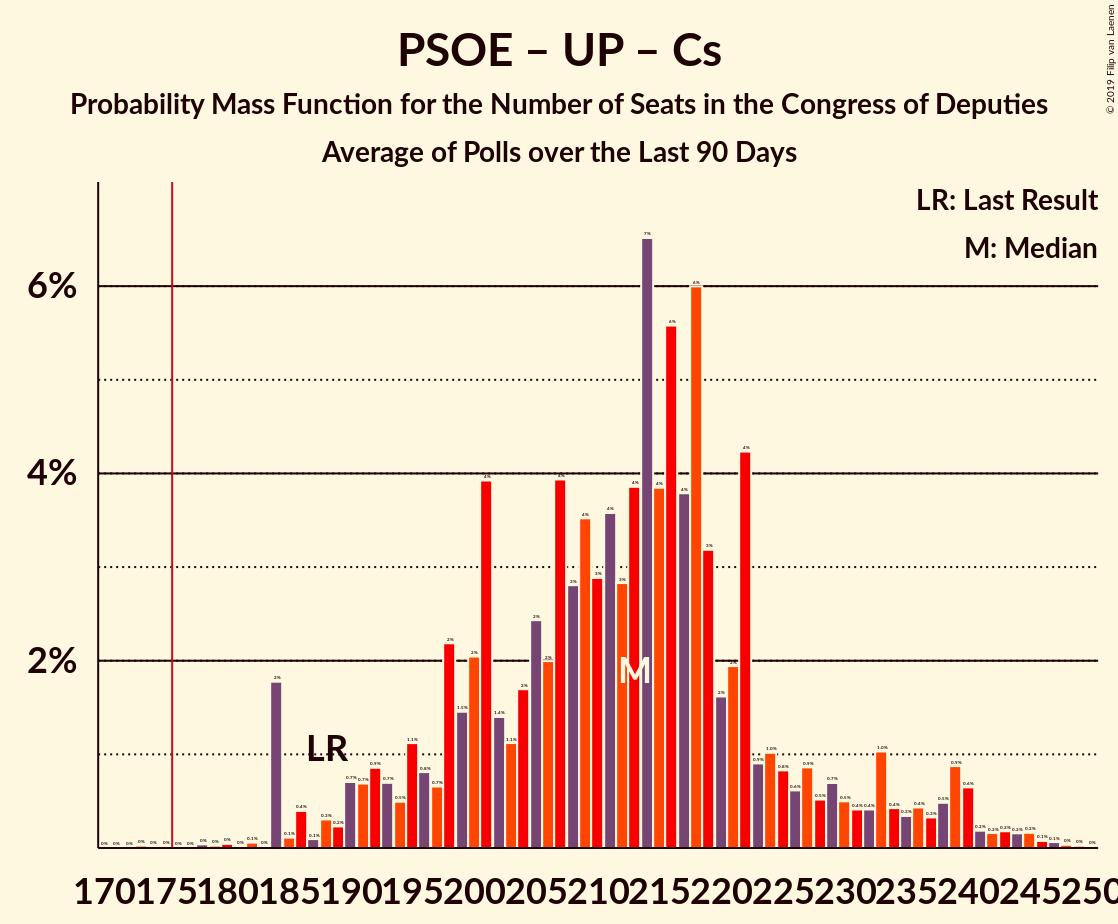 PSOE – UP – Cs
Probability Mass Function for the Number of Seats in the Congress of Deputies
Average of Polls over the Last 90 Days
© 2019 Filip van Laenen
LR: Last Result
M: Median
6%
4%
2%
LR
M
170 175 180 185 190 195 200 205 210 215 220 225 230 235 240 245 250